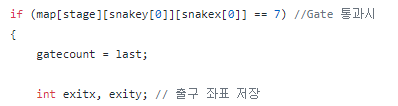 if (map[stage][snakey[0]][snakex[0]] == 7) //Gate 통과시
{
gatecount = last;
int exitx, exity; // 출구 좌표 저장